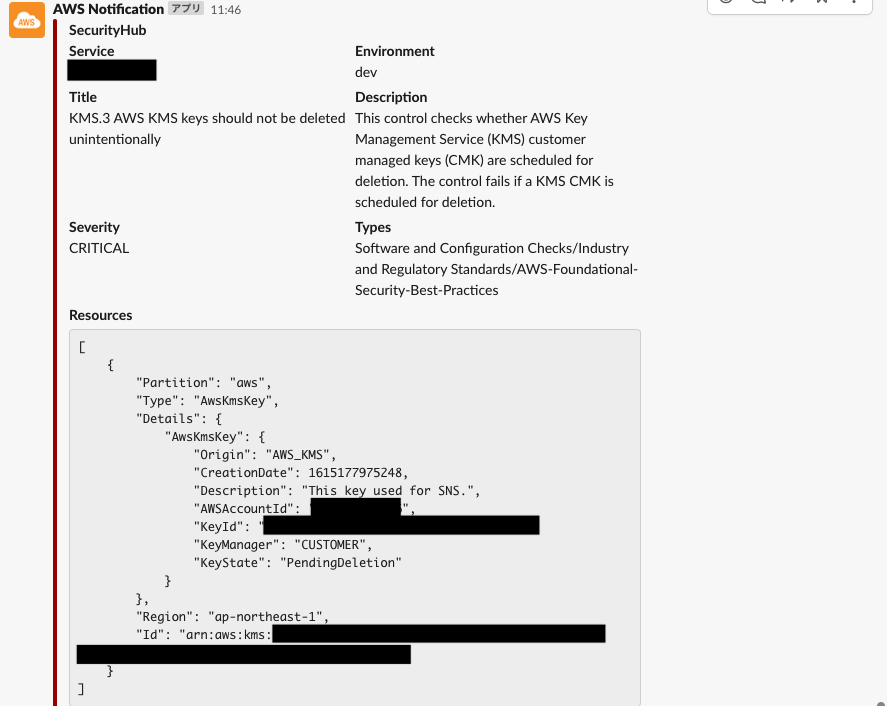 aws
AWS Notification アプリ 11:46
SecurityHub
Service
Environment
dev
Title
KMS.3 AWS KMS keys should not be deleted
unintentionally
Description
This control checks whether AWS Key
Management Service (KMS) customer
managed keys (CMK) are scheduled for
deletion. The control fails if a KMS CMK is
scheduled for deletion.
Severity
CRITICAL
Types
Software and Configuration Checks/Industry
and Regulatory Standards/AWS-Foundational-
Security-Best-Practices
Resources
[
{
"Partition": "aws",
"Type": "AwsKmsKey",
"Details": {
"AwsKmsKey": {
"Origin": "AWS_KMS",
"CreationDate": 1615177975248,
"Description": "This key used for SNS.",
"AWSAccountId": "",
"KeyId": "
"KeyManager": "CUSTOMER",
"KeyState": "PendingDeletion"
}
},
"Region": "ap-northeast-1",
"Id": "arn:aws:kms:
}
]